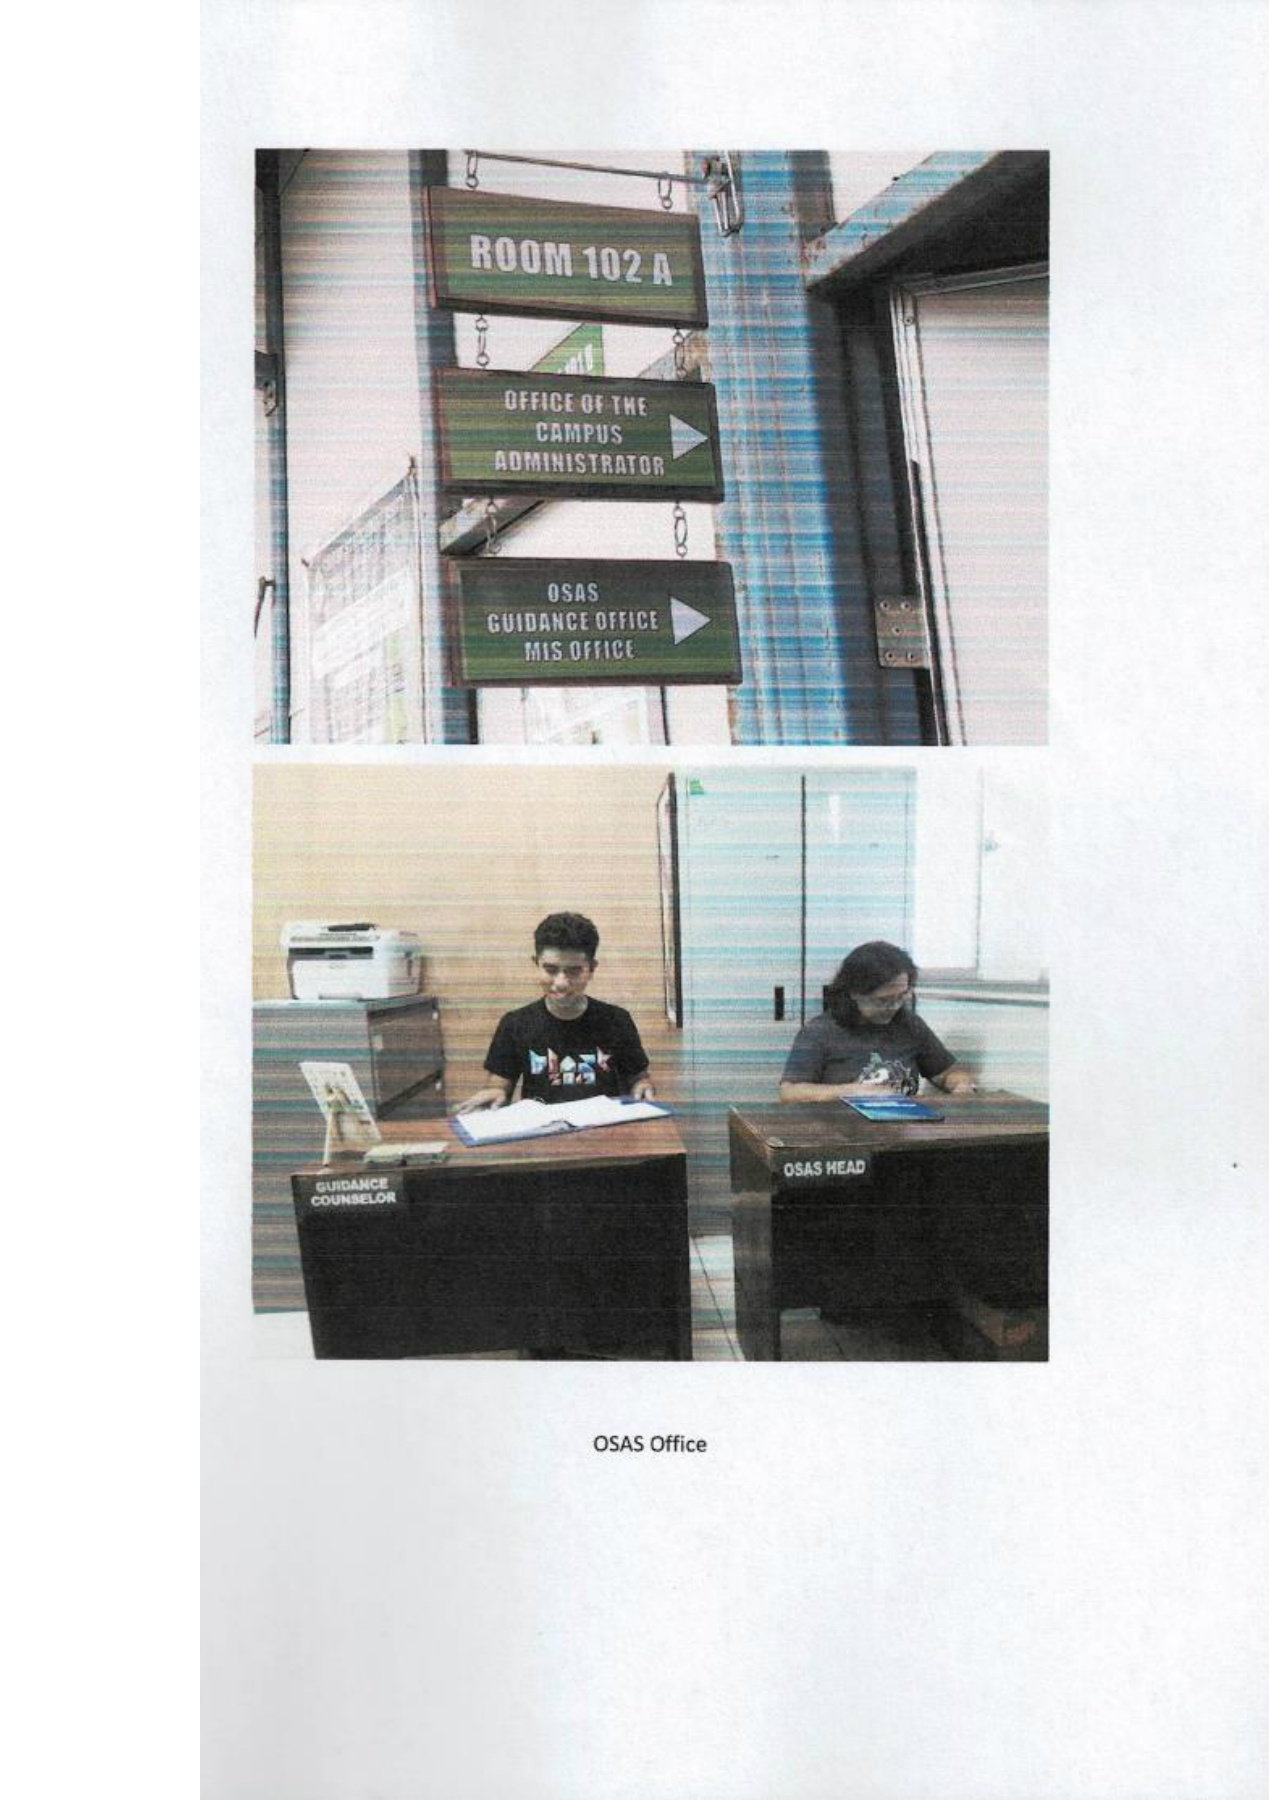 ROOM 102 A
OFFICE OF THE
CAMPUS
ADMINISTRATOR
OSAS
GUIDANCE OFFICE
MIS OFFICE
GUIDANCE
COUNSELOR
OSAS HEAD
OSAS Office